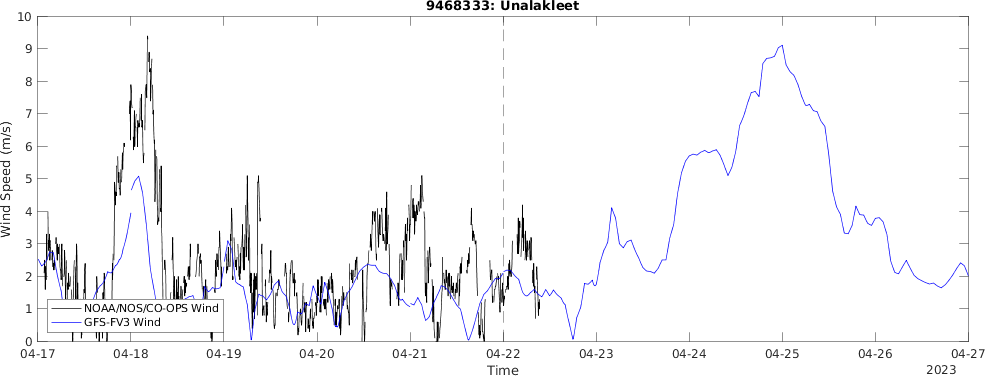 9468333: Unalakleet
10
9
8
7
6
5
4
3
2
1
0
Wind Speed (m/s)
NOAA/NOS/CO-OPS Wind
GFS-FV3 Wind
04-17 04-18 04-19 04-20 04-21 04-22 04-23 04-24 04-25 04-26 04-27
Time
2023